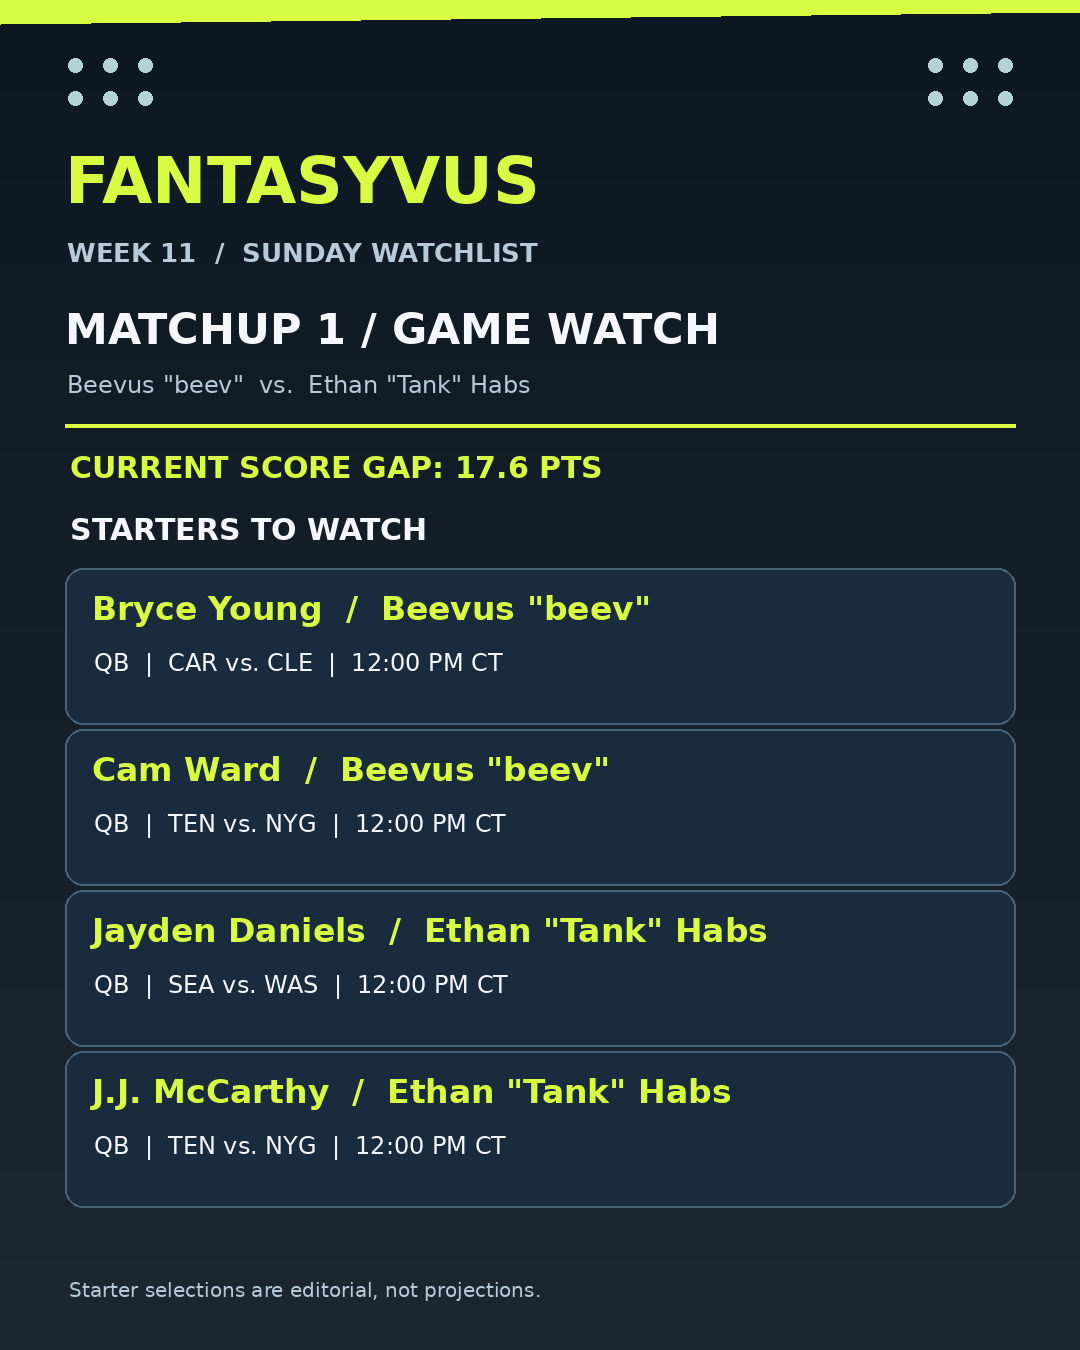 FANTASYVUS
WEEK 11 / SUNDAY WATCHLIST
MATCHUP 1 / GAME WATCH
Beevus "beev" vs. Ethan "Tank" Habs
CURRENT SCORE GAP: 17.6 PTS
STARTERS TO WATCH
Bryce Young / Beevus "beev"
QB | CAR vs. CLE | 12:00 PM CT
Cam Ward / Beevus "beev"
QB | TEN vs. NYG | 12:00 PM CT
Jayden Daniels / Ethan "Tank" Habs
QB | SEA vs. WAS | 12:00 PM CT
J.J. McCarthy / Ethan "Tank" Habs
QB | TEN vs. NYG | 12:00 PM CT
Starter selections are editorial, not projections.